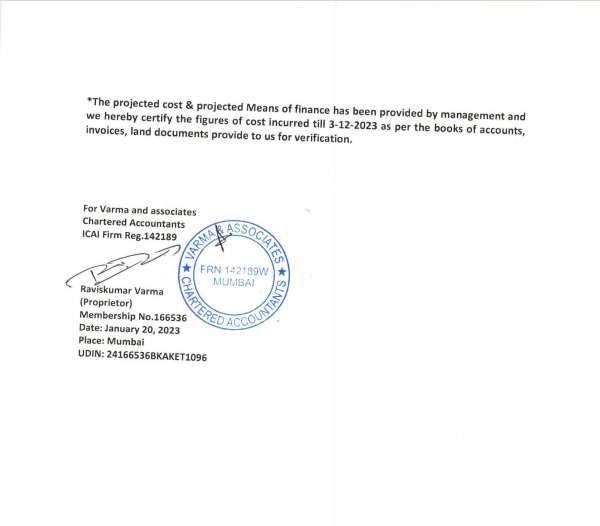 *The projected cost & projected Means of finance has been provided by management and
we hereby certify the figures of cost incurred till 3-12-2023 as per the books of accounts,
invoices, land documents provide to us for verification.
For Varma and associates
Chartered Accountants
ICAI Firm Reg.142189
VARMA & ASSOCIATES
FRN 142189W
MUMBAI
CHARTERED ACCOUNTANTS
Raviskumar Varma
(Proprietor)
Membership No.166536
Date: January 20, 2023
Place: Mumbai
UDIN: 24166536BKAKET1096